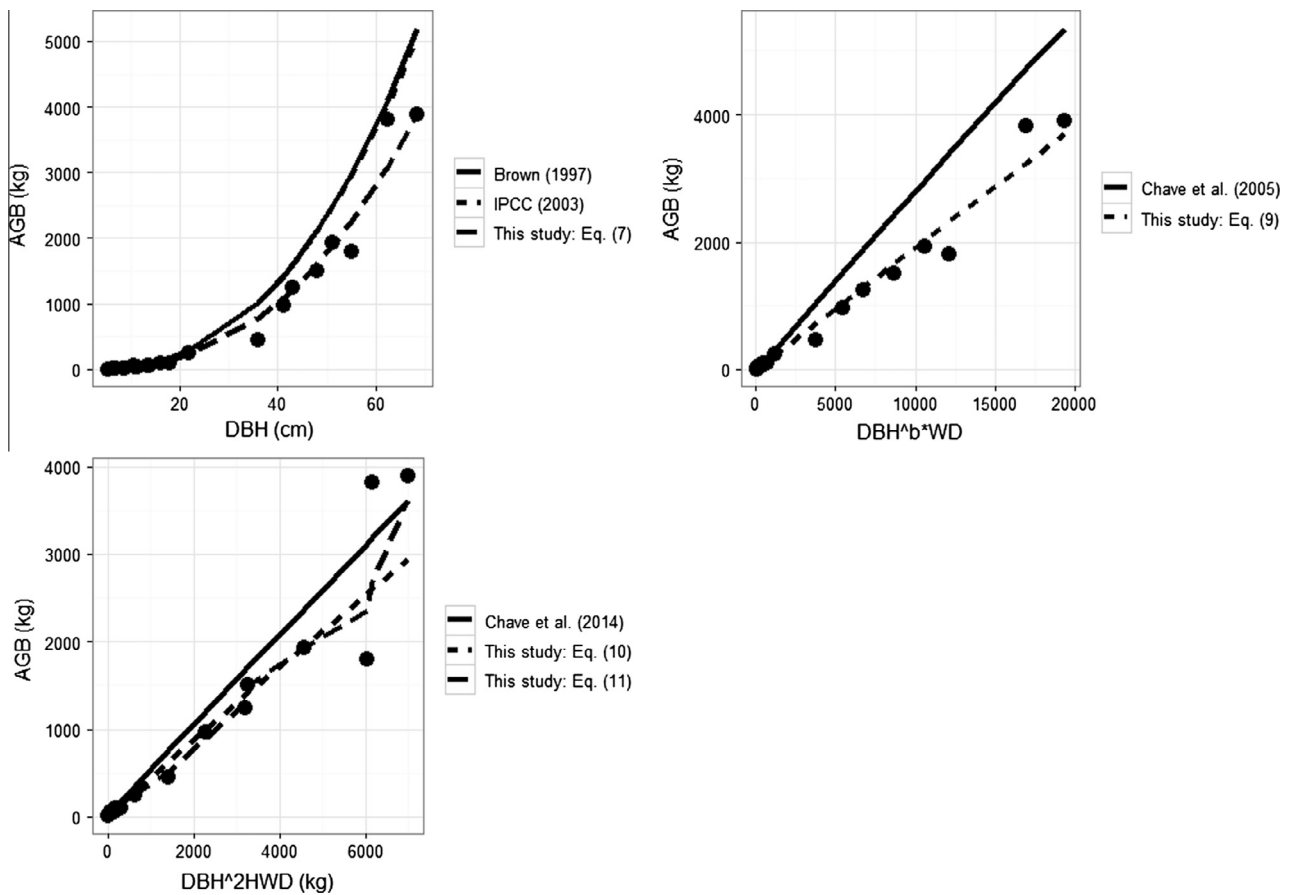 5000
4000
3000
2000
1000
0
AGB (kg)
20
40
60
DBH (cm)
Brown (1997)
IPCC (2003)
This study: Eq. (7)
4000
2000
0
AGB (kg)
0
5000
10000
15000
20000
DBH^b*WD
Chave et al. (2005)
This study: Eq. (9)
4000
3000
2000
1000
0
AGB (kg)
0
2000
4000
6000
DBH^2HWD (kg)
Chave et al. (2014)
This study: Eq. (10)
This study: Eq. (11)